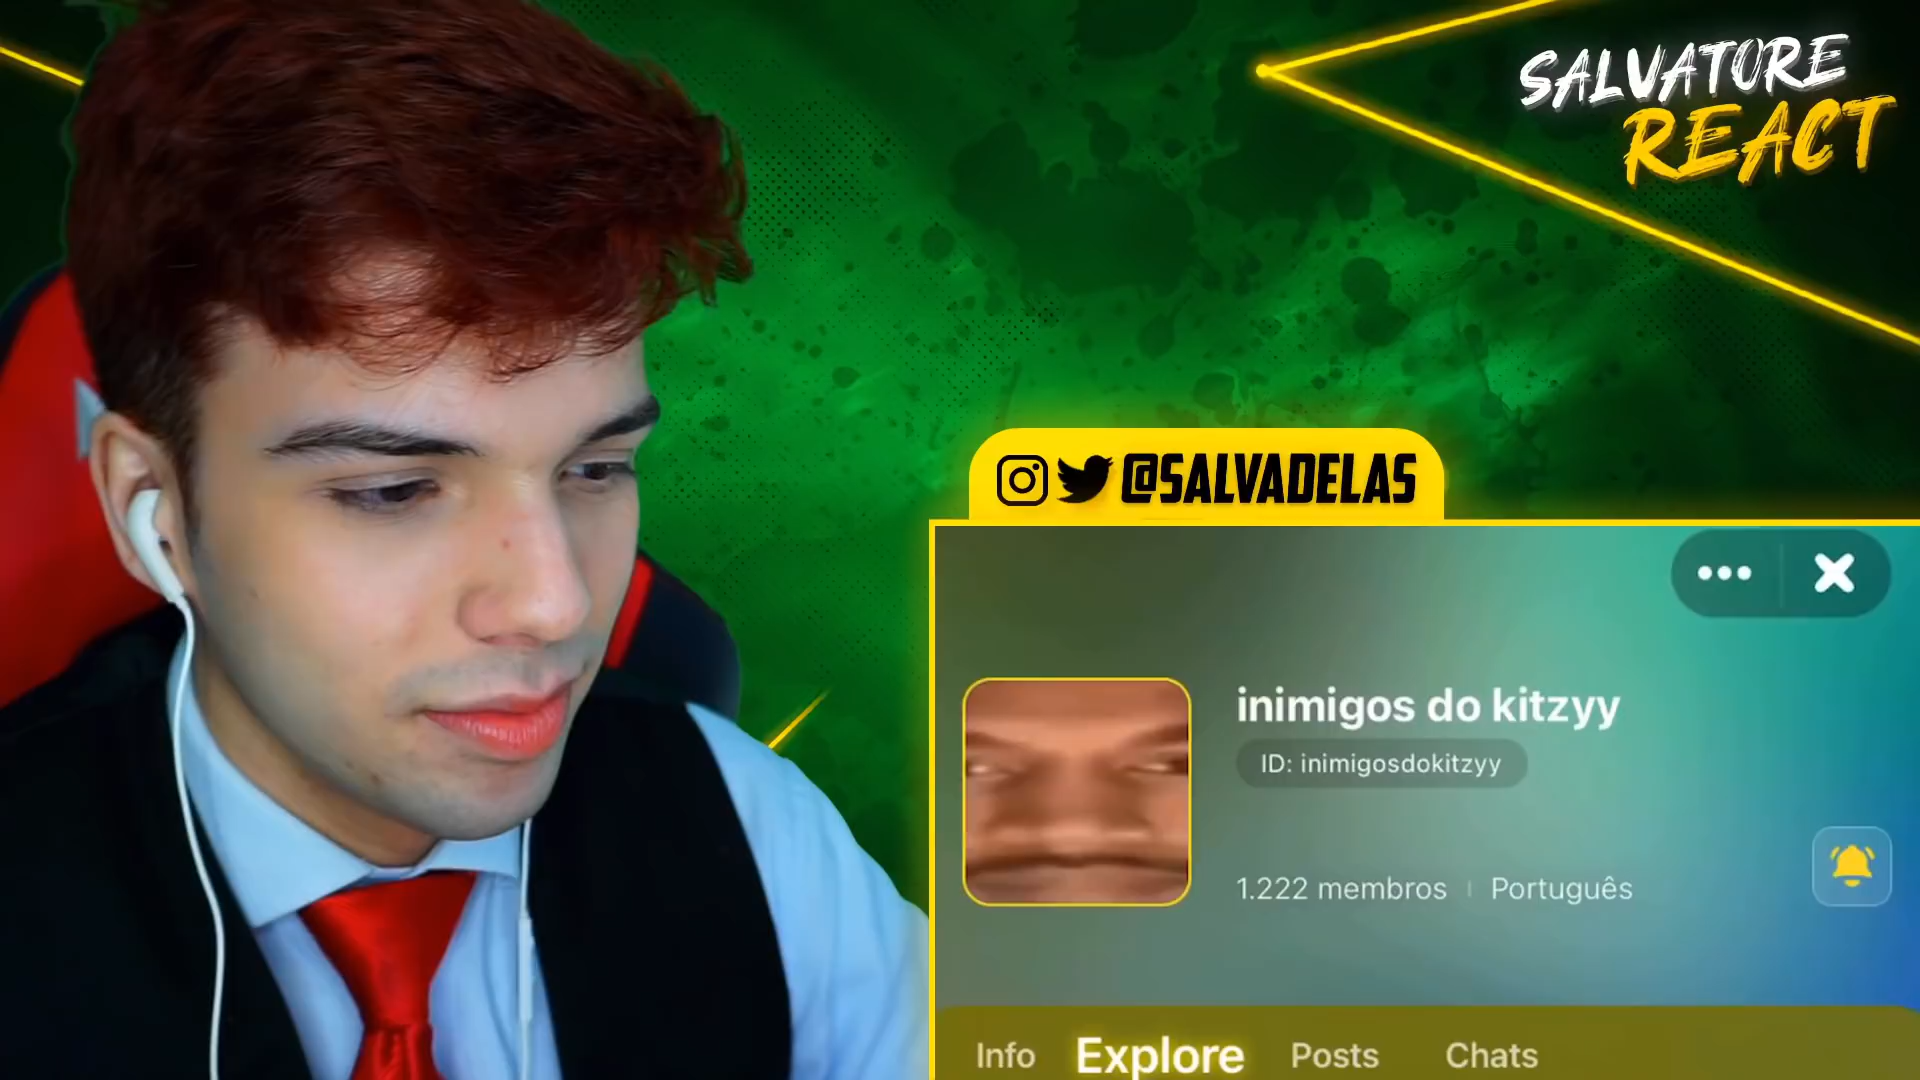 SALVATORE
REACT
@SALVADELAS
inimigos do kitzyy
ID: inimigosdokitzyy
1.222 membros | Português
Info Explore Posts Chats